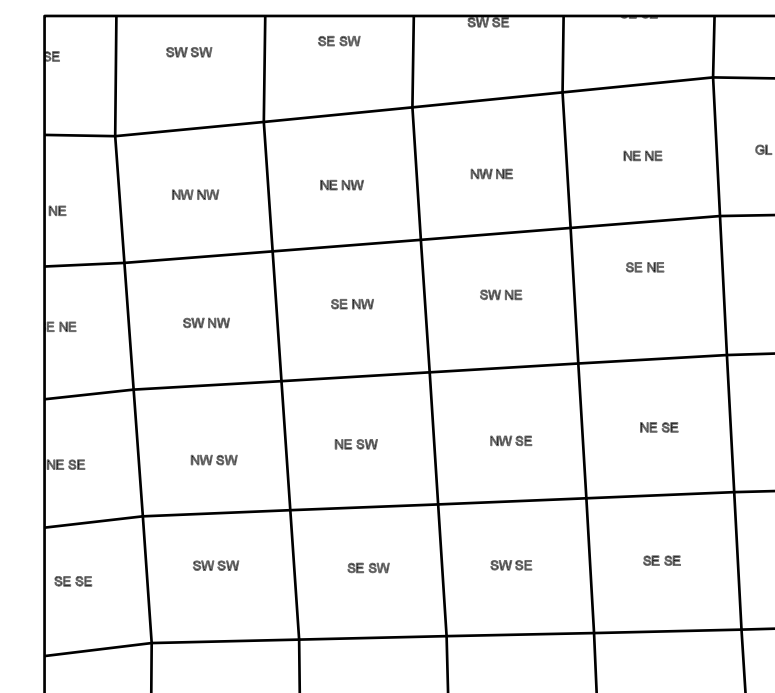 SE SW SW SE SW SW SE
NE NW NW NE NW NW NE NE NE GL
E NE SW NW SE NW SW NE SE NE
NE SE NW SW NE SW NW SE NE SE
SE SE SW SW SE SW SW SE SE SE